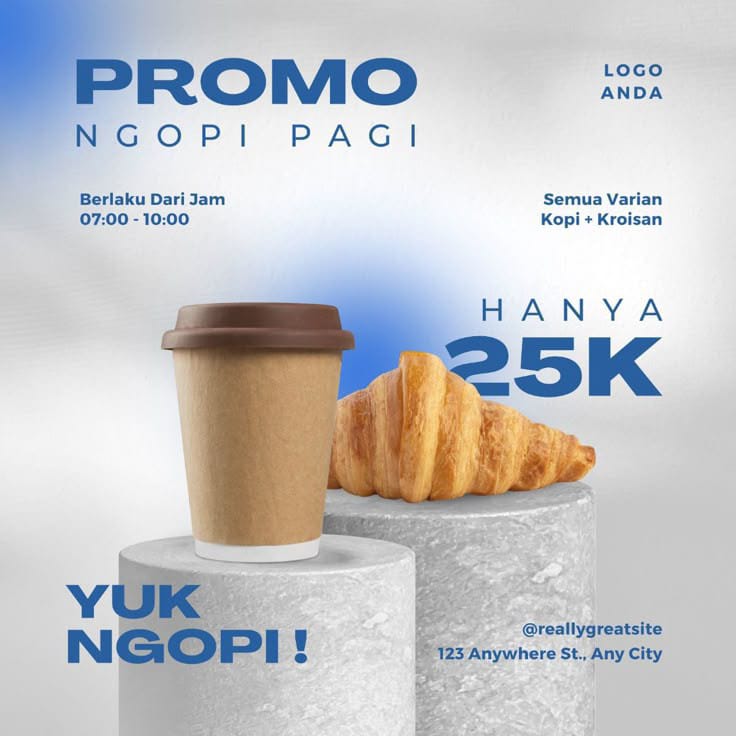 PROMO
NGOPI PAGI
LOGO
ANDA
Berlaku Dari Jam
07:00 - 10:00
Semua Varian
Kopi + Kroisan
HANYA
25K
YUK
NGOPI !
@reallygreatsite
123 Anywhere St., Any City